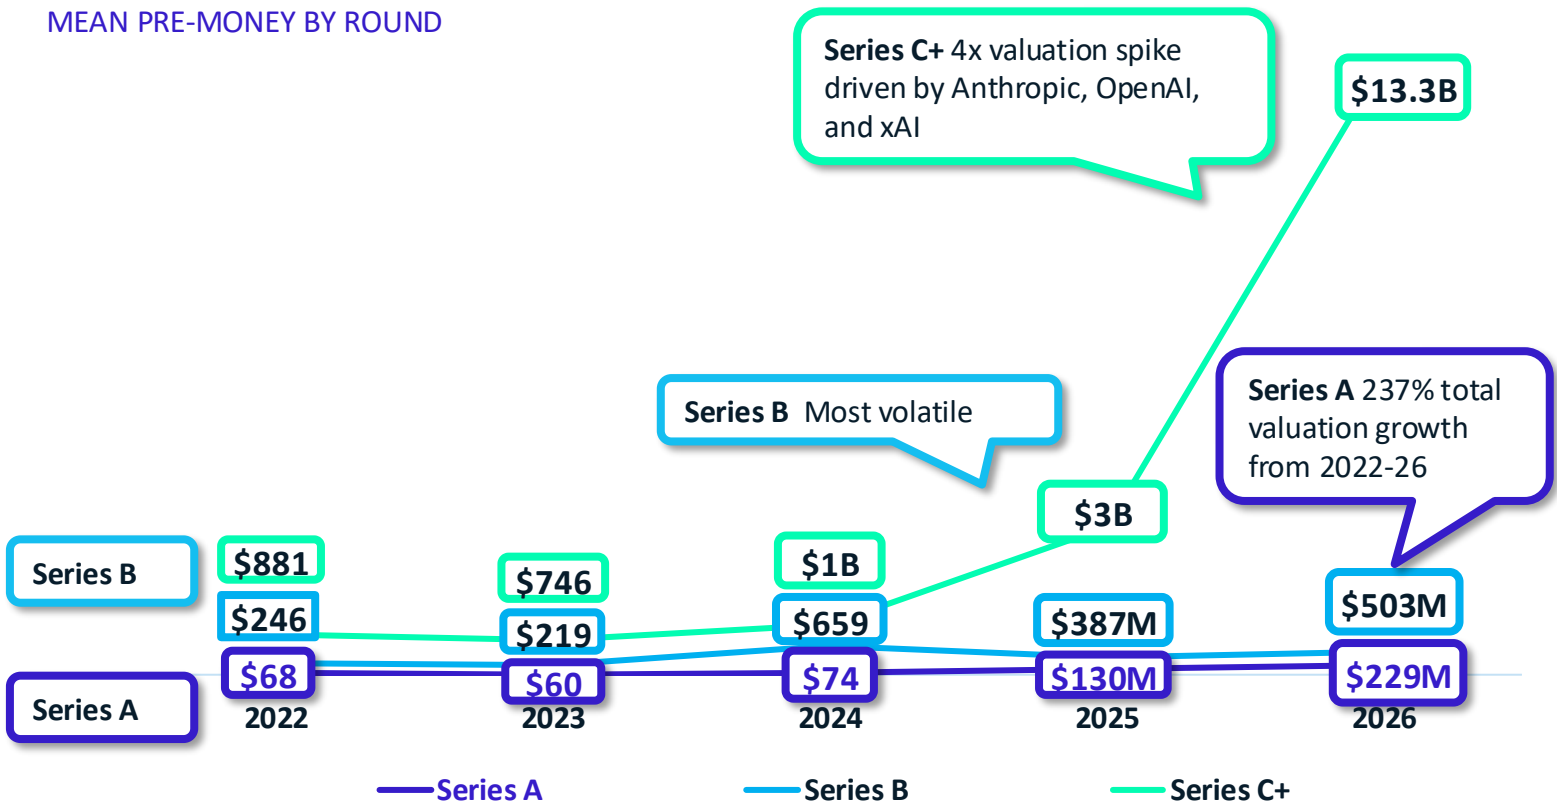 MEAN PRE-MONEY BY ROUND
Series C+ 4x valuation spike
driven by Anthropic, OpenAI,
and xAI
$13.3B
Series A 237% total
valuation growth
from 2022-26
Series B  Most volatile
$3B
Series B
$881
$746
$1B
$246
$219
$659
$387M
$503M
Series A
$68
$60
$74
$130M
$229M
2022
2023
2024
2025
2026
Series A
Series B
Series C+